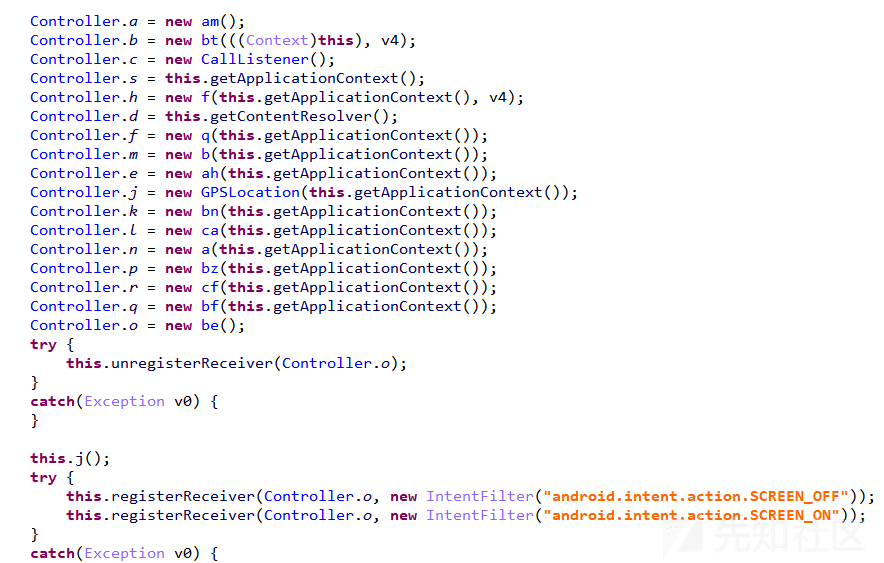 Controller.a = new am();
Controller.b = new bt(((Context)this), v4);
Controller.c = new CallListener();
Controller.s = this.getApplicationContext();
Controller.h = new f(this.getApplicationContext(), v4);
Controller.d = this.getContentResolver();
Controller.f = new q(this.getApplicationContext());
Controller.m = new b(this.getApplicationContext());
Controller.e = new ah(this.getApplicationContext());
Controller.j = new GPSLocation(this.getApplicationContext());
Controller.k = new bn(this.getApplicationContext());
Controller.l = new ca(this.getApplicationContext());
Controller.n = new a(this.getApplicationContext());
Controller.p = new bz(this.getApplicationContext());
Controller.r = new cf(this.getApplicationContext());
Controller.q = new bf(this.getApplicationContext());
Controller.o = new be();
try {
    this.unregisterReceiver(Controller.o);
}
catch(Exception v0) {
}
this.j();
try {
    this.registerReceiver(Controller.o, new IntentFilter("android.intent.action.SCREEN_OFF"));
    this.registerReceiver(Controller.o, new IntentFilter("android.intent.action.SCREEN_ON"));
}
catch(Exception v0) {
先知社区